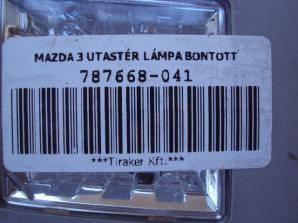 MAZDA 3 UTASTÉR LÁMPA BONTOTT
787668-041
***Tiraker Kft.***